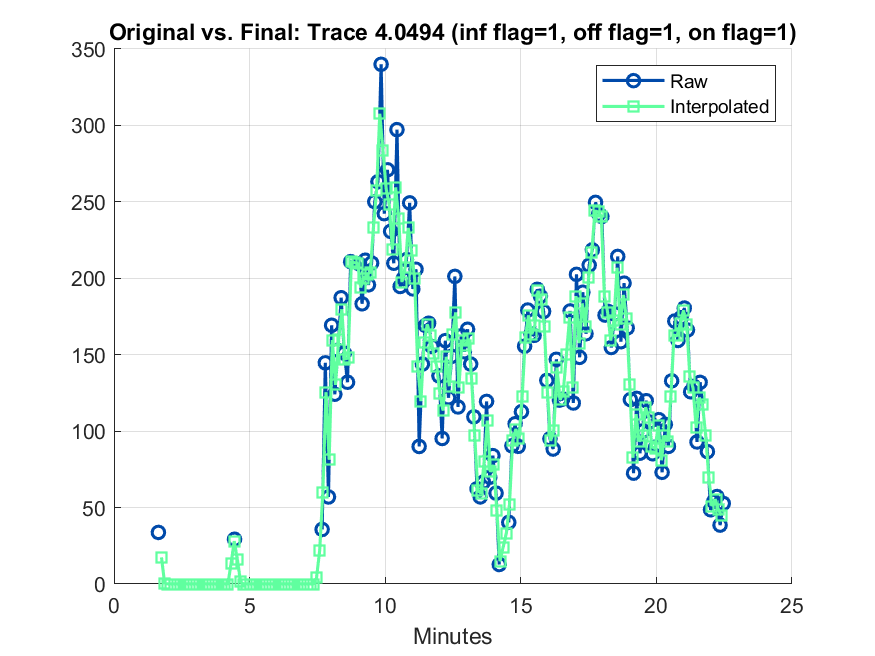 Original vs. Final: Trace 4.0494 (inf flag=1, off flag=1, on flag=1)
350
300
250
200
150
100
50
0
0 5 10 15 20 25
Minutes
Raw
Interpolated